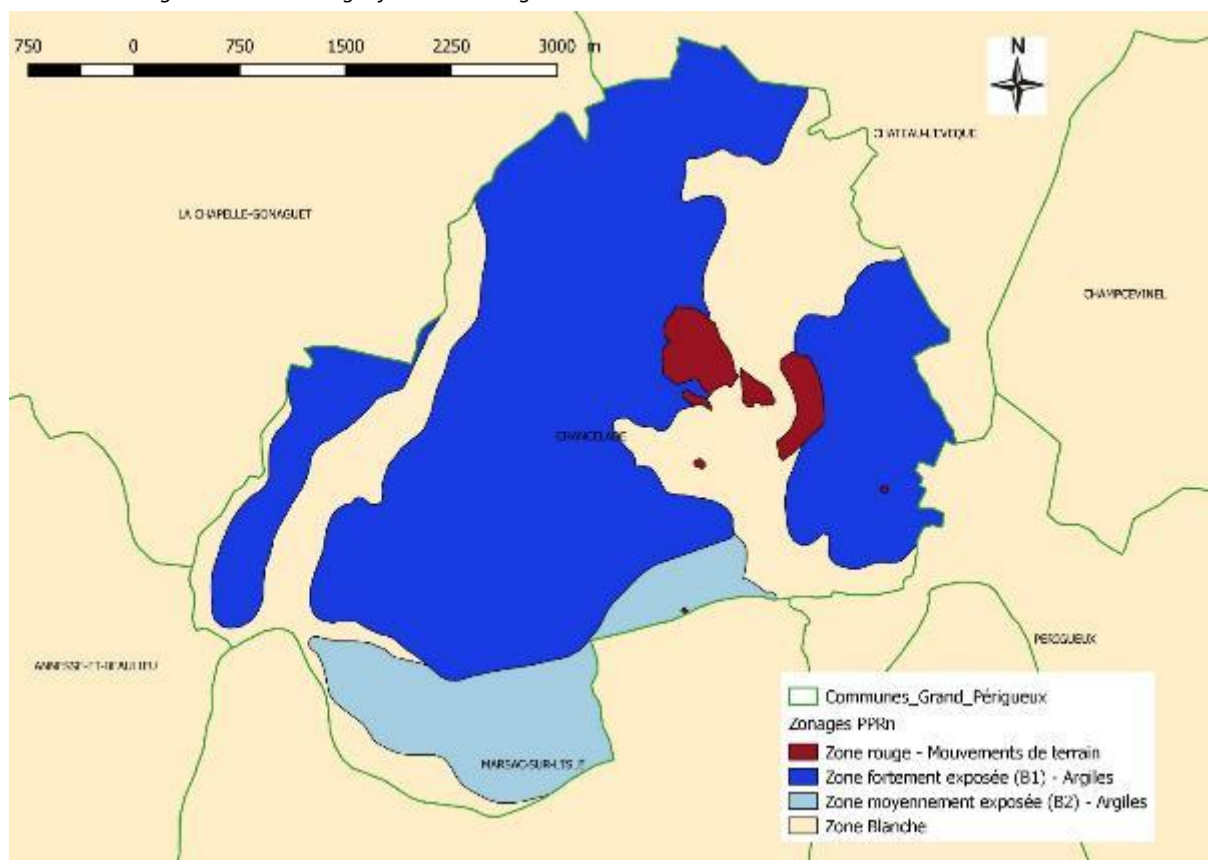 750 0 750 1500 2250 3000 m
N
CHATEAU-L'EVEQUE
LA CHAPELLE-GONAGUET
CHAMPCEVINEL
CHANCELADE
PERIGUEUX
ANNESSE-ET-BEAULIEU
MARSAC-SUR-L'ISLE
Communes_Grand_Périgueux
Zonages PPRn
Zone rouge - Mouvements de terrain
Zone fortement exposée (B1) - Argiles
Zone moyennement exposée (B2) - Argiles
Zone Blanche